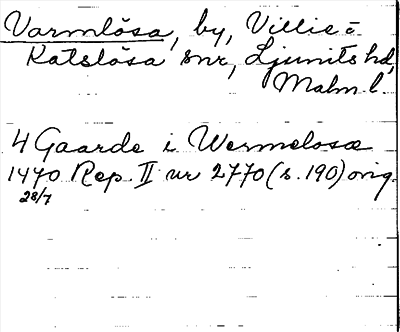 Varmlösa, by, Villie o
Katslösa snr, Ljunits hd,
Malm l.
4 Gaarde i Wermelosæ
1470 Rep. II nr 2770 (s. 190) orig.
28/7